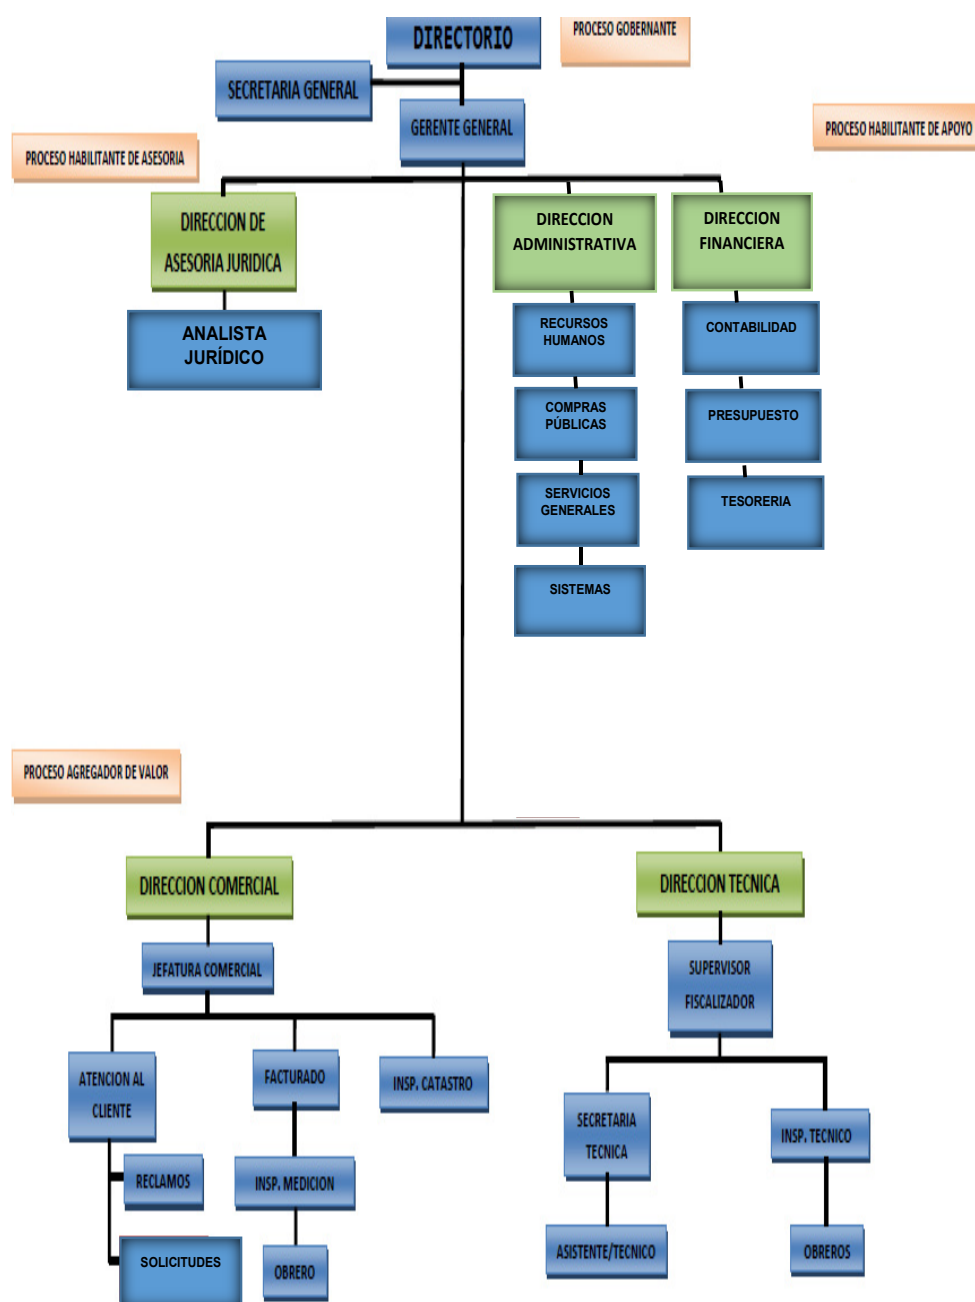 DIRECTORIO
PROCESO GOBERNANTE
SECRETARIA GENERAL
GERENTE GENERAL
PROCESO HABILITANTE DE ASESORIA
PROCESO HABILITANTE DE APOYO
DIRECCION DE
ASESORIA JURIDICA
DIRECCION
ADMINISTRATIVA
DIRECCION
FINANCIERA
ANALISTA
JURÍDICO
RECURSOS
HUMANOS
CONTABILIDAD
COMPRAS
PÚBLICAS
PRESUPUESTO
SERVICIOS
GENERALES
TESORERIA
SISTEMAS
PROCESO AGREGADOR DE VALOR
DIRECCION COMERCIAL
DIRECCION TECNICA
JEFATURA COMERCIAL
SUPERVISOR
FISCALIZADOR
ATENCION AL
CLIENTE
FACTURADO
INSP. CATASTRO
SECRETARIA
TECNICA
INSP. TECNICO
RECLAMOS
INSP. MEDICION
SOLICITUDES
OBRERO
ASISTENTE/TECNICO
OBREROS